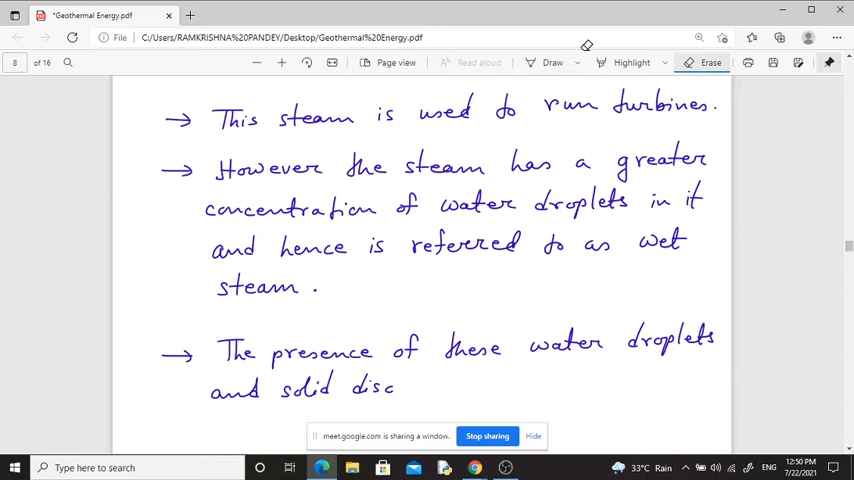 *Geothermal Energy.pdf
File
C:/Users/RAMKRISHNA%20PANDEY/Desktop/Geothermal%20Energy.pdf
8 of 16
Page view
Read aloud
Draw
Highlight
Erase
→ This steam is used to run turbines.
→ However the steam has a greater
concentration of water droplets in it
and hence is referred to as wet
steam.
→ The presence of these water droplets
and solid disc
meet.google.com is sharing a window.
Stop sharing
Hide
Type here to search
33°C Rain
ENG
12:50 PM
7/22/2021
8